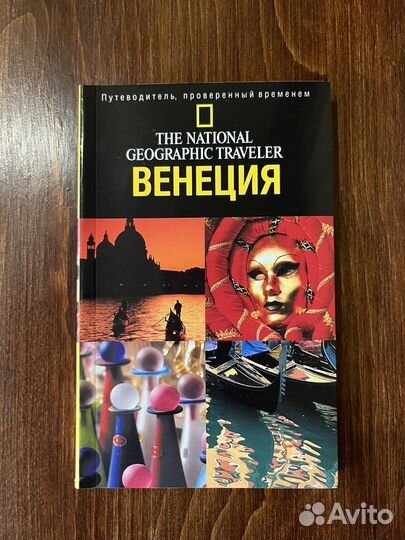 Путеводитель, проверенный временем
THE NATIONAL
GEOGRAPHIC TRAVELER
ВЕНЕЦИЯ
Avito